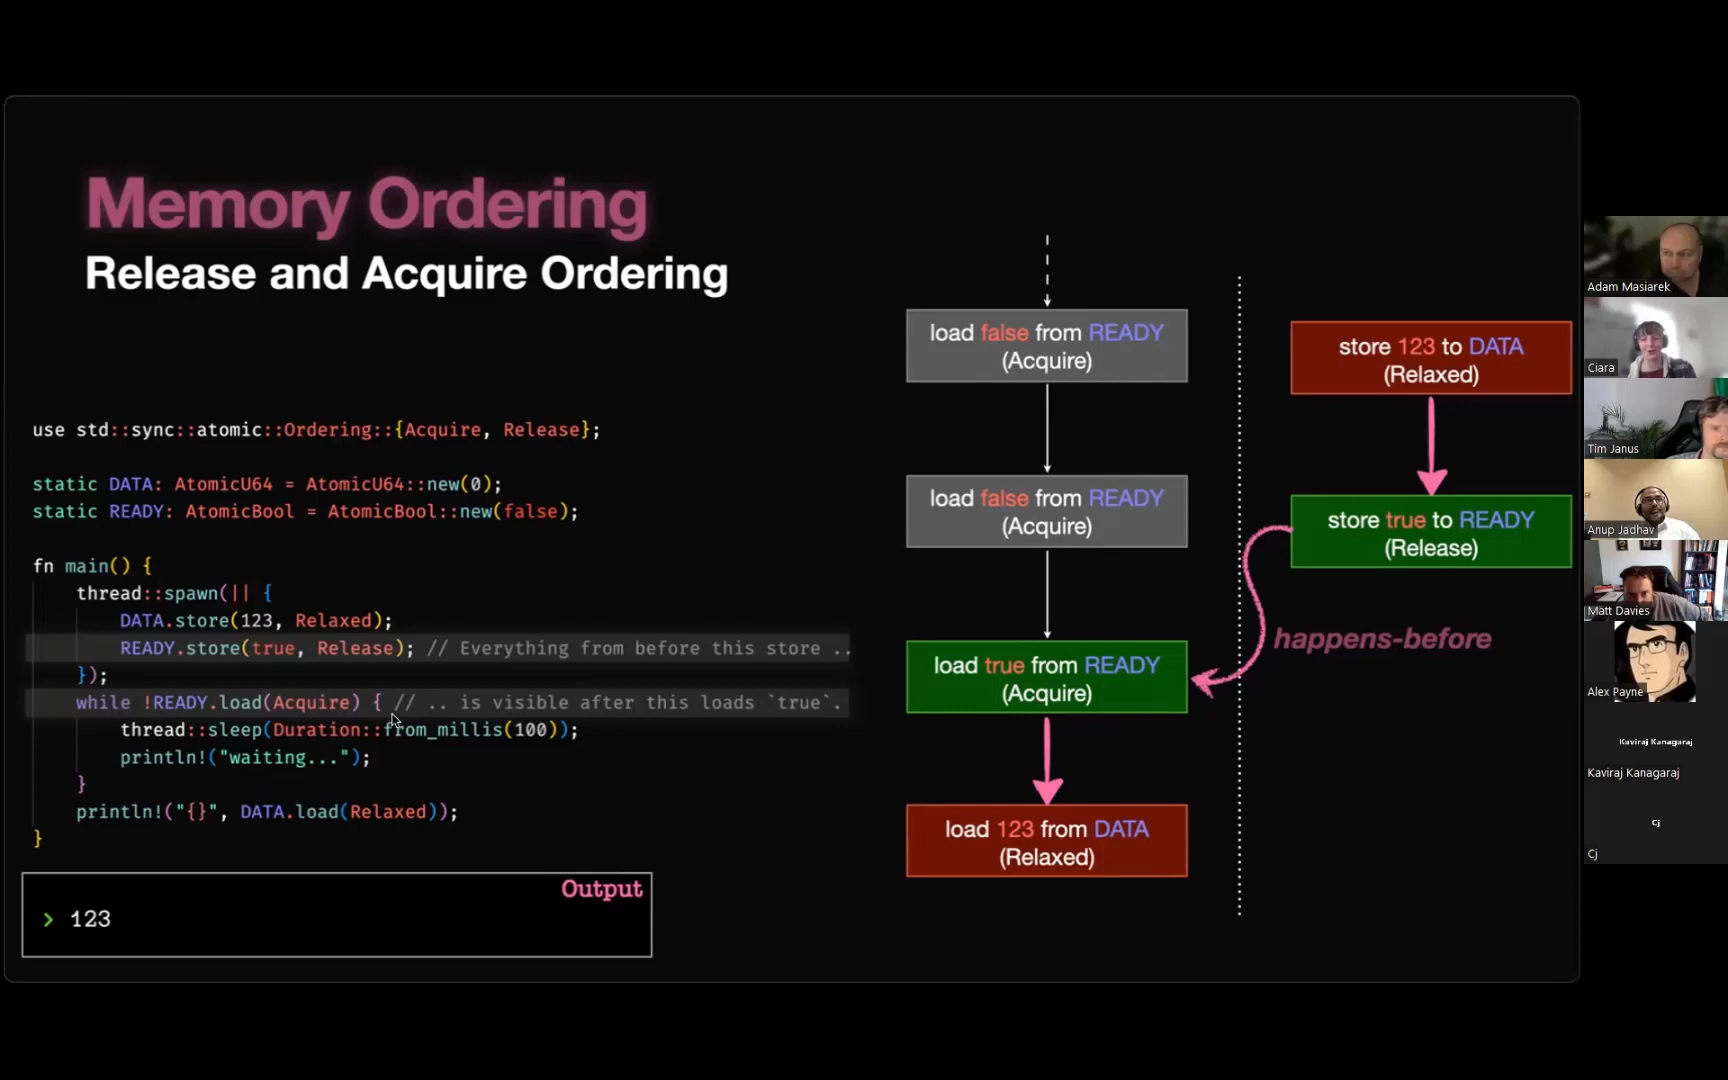 Memory Ordering
Release and Acquire Ordering
use std::sync::atomic::Ordering::{Acquire, Release};
static DATA: AtomicU64 = AtomicU64::new(0);
static READY: AtomicBool = AtomicBool::new(false);
fn main() {
thread::spawn(|| {
DATA.store(123, Relaxed);
READY.store(true, Release); // Everything from before this store ..
});
while !READY.load(Acquire) { // .. is visible after this loads `true`.
thread::sleep(Duration::from_millis(100));
println!("waiting...");
}
println!("{}", DATA.load(Relaxed));
}
Output
> 123
load false from READY
(Acquire)
load false from READY
(Acquire)
load true from READY
(Acquire)
load 123 from DATA
(Relaxed)
store 123 to DATA
(Relaxed)
store true to READY
(Release)
happens-before
Adam Masiarek
Ciara
Tim Janus
Anup Jadhav
Matt Davies
Alex Payne
Kaviraj Kanagaraj
Kaviraj Kanagaraj
Cj
Cj